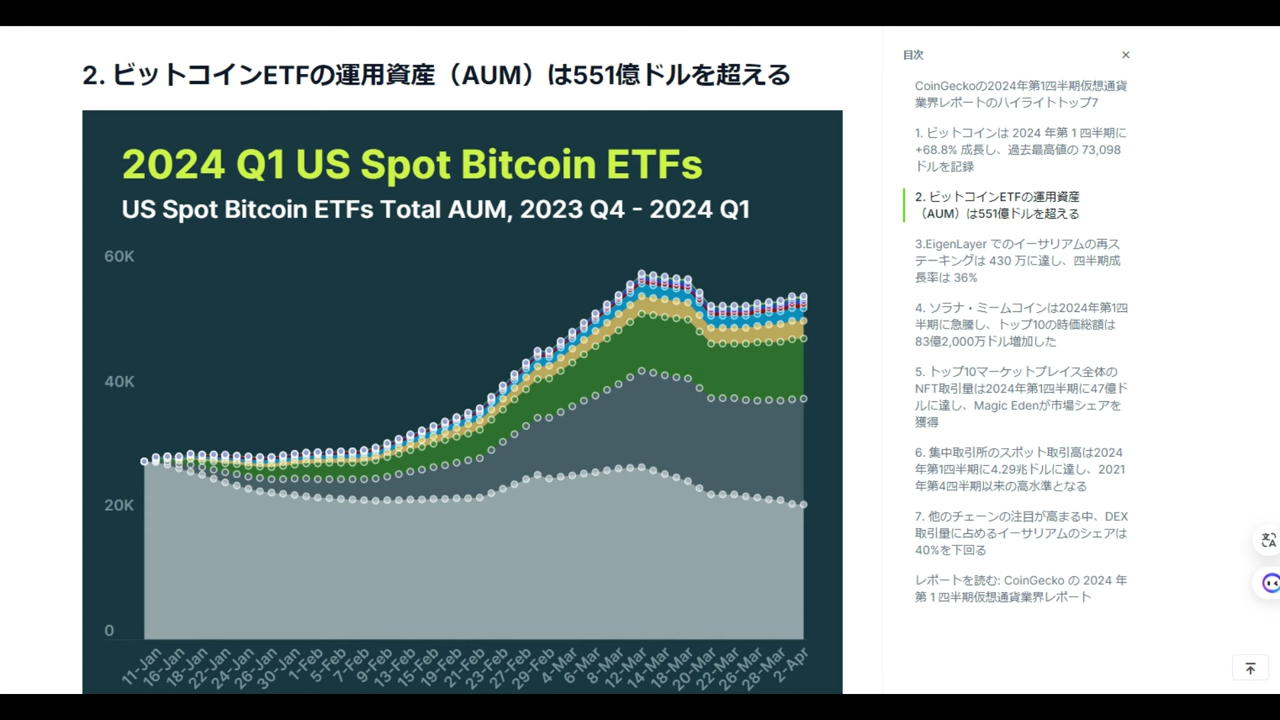 2. ビットコインETFの運用資産（AUM）は551億ドルを超える
2024 Q1 US Spot Bitcoin ETFs
US Spot Bitcoin ETFs Total AUM, 2023 Q4 - 2024 Q1
60K
40K
20K
0
11-Jan
16-Jan
18-Jan
22-Jan
24-Jan
26-Jan
30-Jan
1-Feb
5-Feb
7-Feb
9-Feb
13-Feb
15-Feb
19-Feb
21-Feb
23-Feb
27-Feb
29-Feb
4-Mar
6-Mar
8-Mar
12-Mar
14-Mar
18-Mar
20-Mar
22-Mar
26-Mar
28-Mar
2-Apr
目次
×
CoinGeckoの2024年第1四半期仮想通貨
業界レポートのハイライトトップ7
1. ビットコインは 2024 年第 1 四半期に
+68.8% 成長し、過去最高値の 73,098
ドルを記録
2. ビットコインETFの運用資産
（AUM）は551億ドルを超える
3.EigenLayer でのイーサリアムの再ス
テーキングは 430 万に達し、四半期成
長率は 36%
4. ソラナ・ミームコインは2024年第1四
半期に急騰し、トップ10の時価総額は
83億2,000万ドル増加した
5. トップ10マーケットプレイス全体の
NFT取引量は2024年第1四半期に47億ド
ルに達し、Magic Edenが市場シェアを
獲得
6. 集中取引所のスポット取引高は2024
年第1四半期に4.29兆ドルに達し、2021
年第4四半期以来の高水準となる
7. 他のチェーンの注目が高まる中、DEX
取引量に占めるイーサリアムのシェアは
40%を下回る
レポートを読む: CoinGecko の 2024 年
第 1 四半期仮想通貨業界レポート